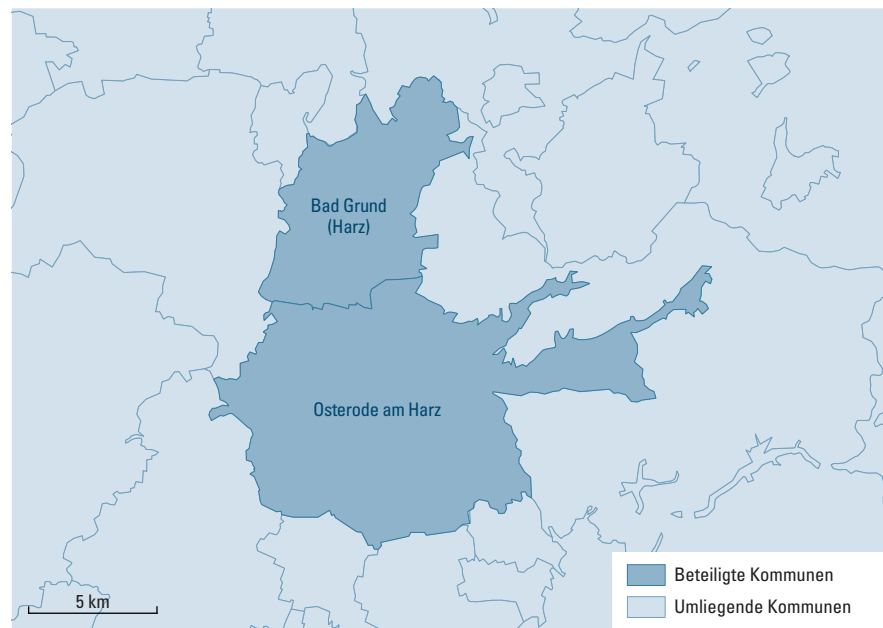 Bad Grund
(Harz)
Osterode am Harz
5 km
Beteiligte Kommunen
Umliegende Kommunen